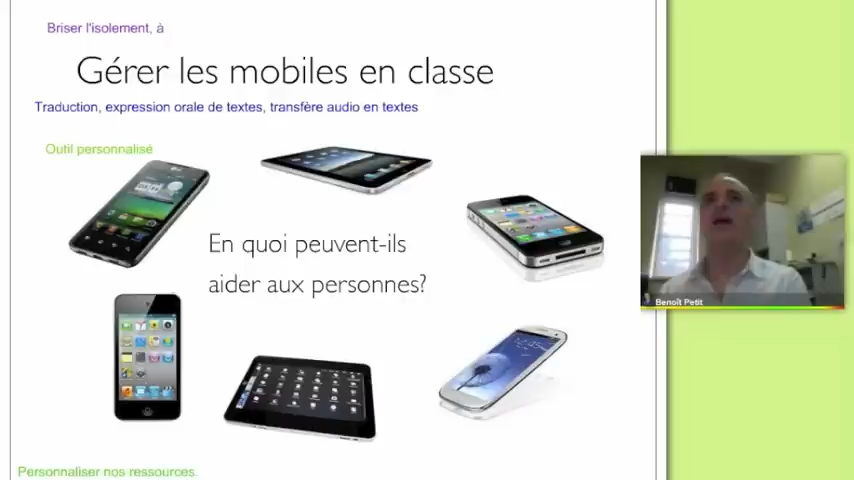 Briser l'isolement, à
Gérer les mobiles en classe
Traduction, expression orale de textes, transfère audio en textes
Outil personnalisé
En quoi peuvent-ils
aider aux personnes?
Benoît Petit
Personnaliser nos ressources.